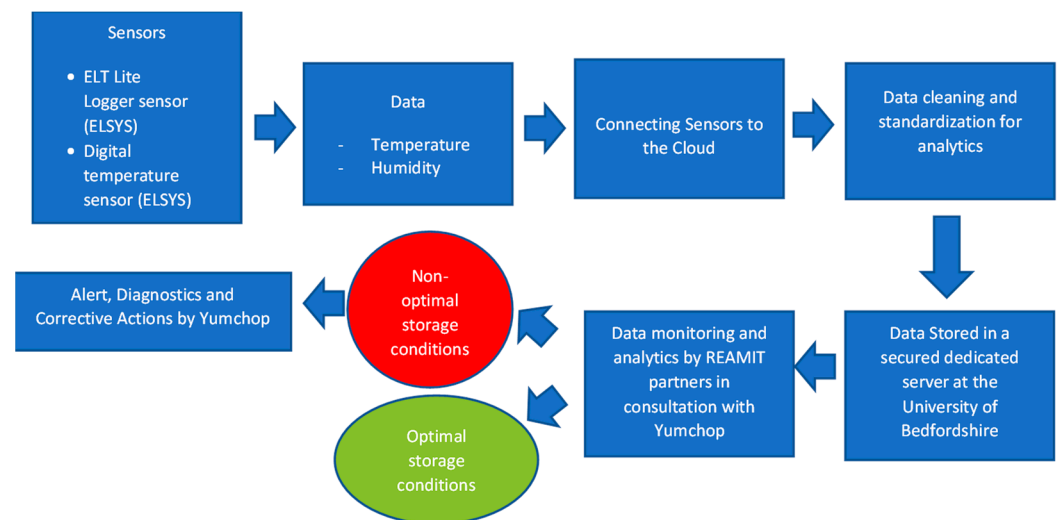 Sensors
• ELT Lite
Logger sensor
(ELSYS)
• Digital
temperature
sensor (ELSYS)
Data
- Temperature
- Humidity
Connecting Sensors to
the Cloud
Data cleaning and
standardization for
analytics
Data Stored in a
secured dedicated
server at the
University of
Bedfordshire
Data monitoring and
analytics by REAMIT
partners in
consultation with
Yumchop
Non-
optimal
storage
conditions
Optimal
storage
conditions
Alert, Diagnostics and
Corrective Actions by Yumchop